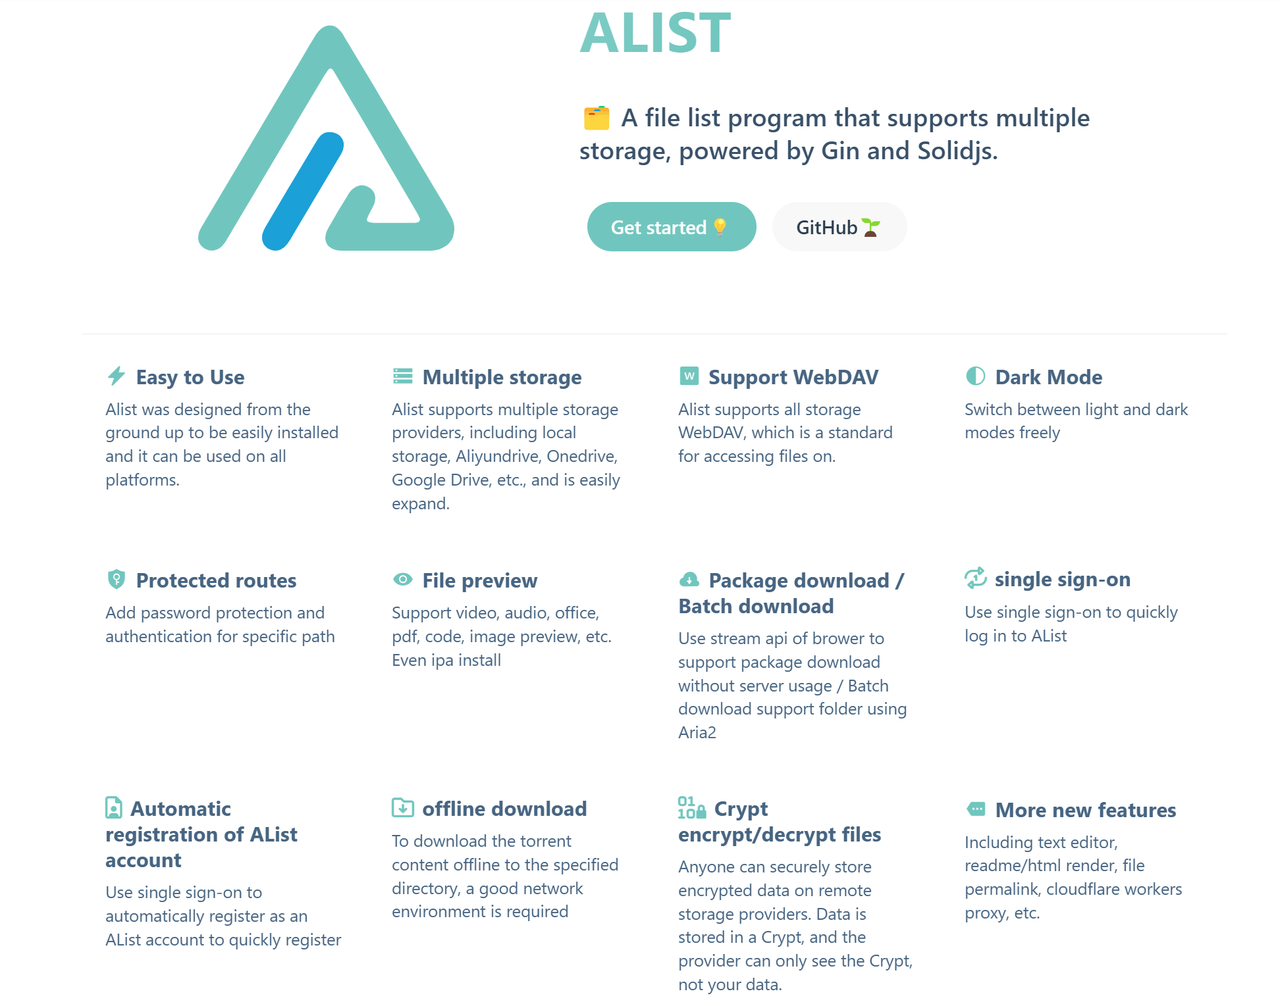 ALIST
🗂️ A file list program that supports multiple
storage, powered by Gin and Solidjs.
Get started💡
GitHub🌱
Easy to Use
Alist was designed from the
ground up to be easily installed
and it can be used on all
platforms.
Multiple storage
Alist supports multiple storage
providers, including local
storage, Aliyundrive, Onedrive,
Google Drive, etc., and is easily
expand.
W Support WebDAV
Alist supports all storage
WebDAV, which is a standard
for accessing files on.
Dark Mode
Switch between light and dark
modes freely
Protected routes
Add password protection and
authentication for specific path
File preview
Support video, audio, office,
pdf, code, image preview, etc.
Even ipa install
Package download /
Batch download
Use stream api of brower to
support package download
without server usage / Batch
download support folder using
Aria2
single sign-on
Use single sign-on to quickly
log in to AList
Automatic
registration of AList
account
Use single sign-on to
automatically register as an
AList account to quickly register
offline download
To download the torrent
content offline to the specified
directory, a good network
environment is required
Crypt
encrypt/decrypt files
Anyone can securely store
encrypted data on remote
storage providers. Data is
stored in a Crypt, and the
provider can only see the Crypt,
not your data.
More new features
Including text editor,
readme/html render, file
permalink, cloudflare workers
proxy, etc.